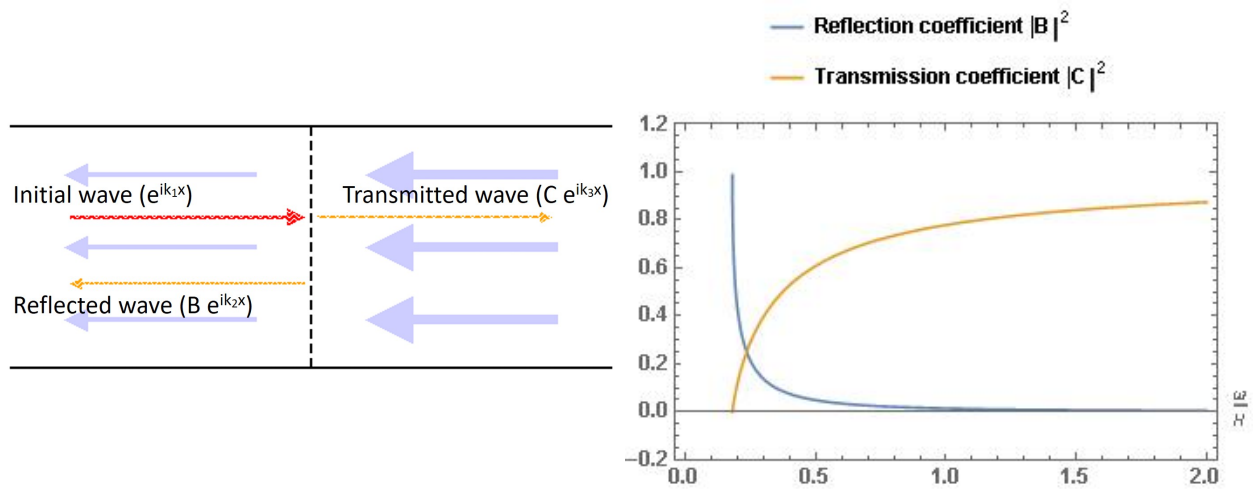 Initial wave (e^{ik₁x})
Transmitted wave (C e^{ik₃x})
Reflected wave (B e^{ik₂x})
Reflection coefficient |B|²
Transmission coefficient |C|²
1.2
1.0
0.8
0.6
0.4
0.2
0.0
−0.2
0.0 0.5 1.0 1.5 2.0